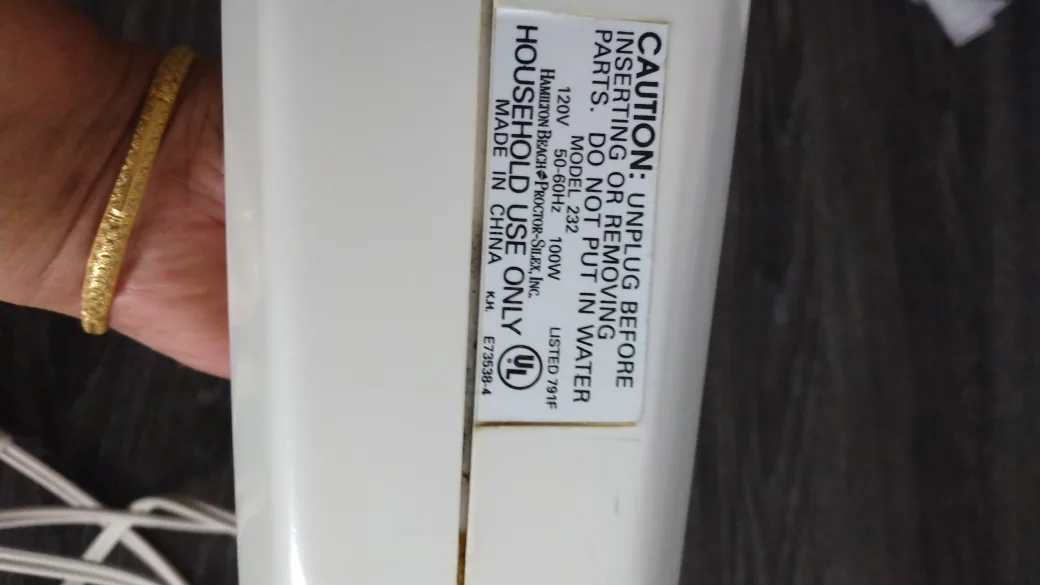 CAUTION: UNPLUG BEFORE
INSERTING OR REMOVING
PARTS. DO NOT PUT IN WATER
MODEL 232
120V 50-60Hz 100W LISTED 791F
HAMILTON BEACH PROCTOR-SILEX, INC.
HOUSEHOLD USE ONLY UL
MADE IN CHINA K.H. E73538-4